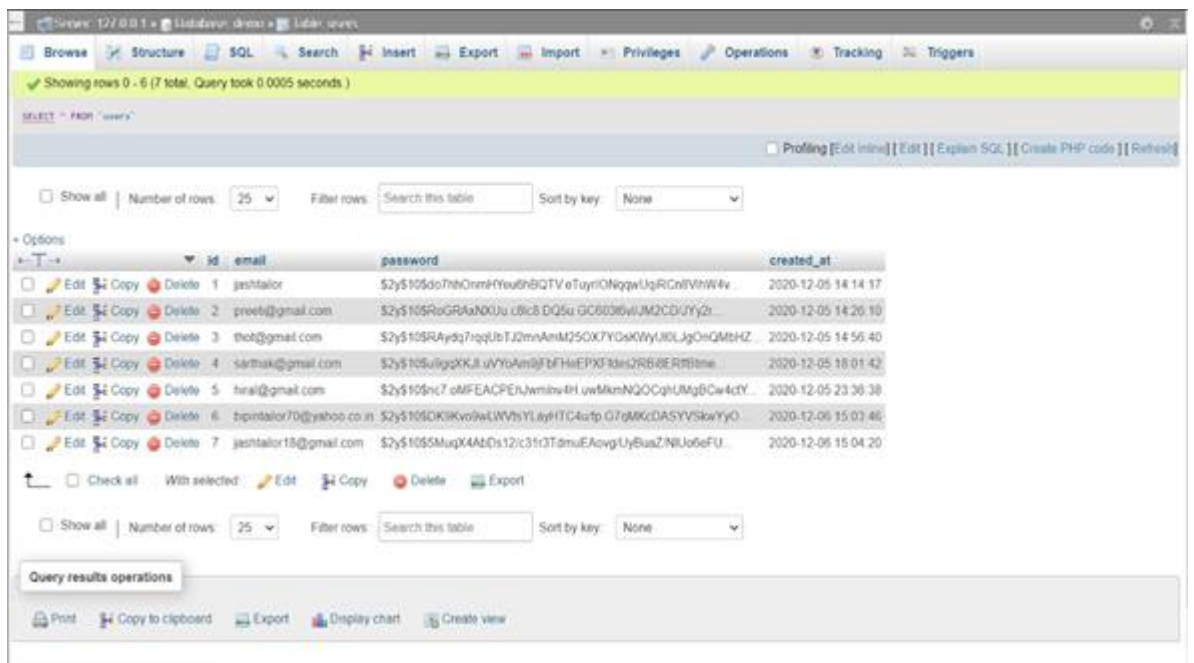 Server: 127.0.0.1 » Database: demo » Table: users
Browse Structure SQL Search Insert Export Import Privileges Operations Tracking Triggers
Showing rows 0 - 6 (7 total, Query took 0.0005 seconds.)
SELECT * FROM `users`
Profiling [Edit inline] [ Edit ] [ Explain SQL ] [ Create PHP code ] [ Refresh]
Show all | Number of rows: 25 Filter rows: Search this table Sort by key: None
+ Options
←T→ id email password created_at
Edit Copy Delete 1 jashtailor 2020-12-05 14:14:17
Edit Copy Delete 2 preeti@gmail.com 2020-12-05 14:26:10
Edit Copy Delete 3 thot@gmail.com 2020-12-05 14:56:40
Edit Copy Delete 4 sarthak@gmail.com 2020-12-05 18:01:42
Edit Copy Delete 5 hiral@gmail.com 2020-12-05 23:36:38
Edit Copy Delete 6 bipintailor70@yahoo.co.in 2020-12-06 15:03:46
Edit Copy Delete 7 jashtailor18@gmail.com 2020-12-06 15:04:20
Check all With selected: Edit Copy Delete Export
Show all | Number of rows: 25 Filter rows: Search this table Sort by key: None
Query results operations
Print Copy to clipboard Export Display chart Create view